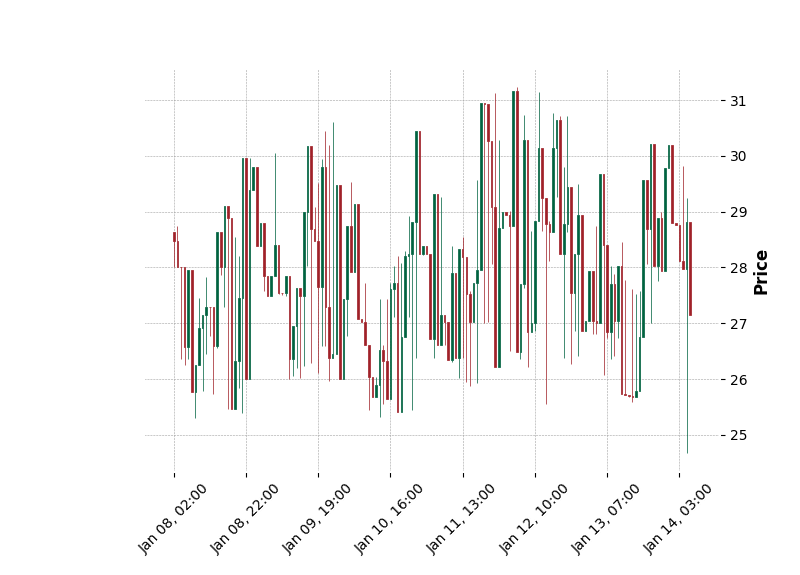 31
30
29
28
27
26
25
Price
Jan 08, 02:00
Jan 08, 22:00
Jan 09, 19:00
Jan 10, 16:00
Jan 11, 13:00
Jan 12, 10:00
Jan 13, 07:00
Jan 14, 03:00